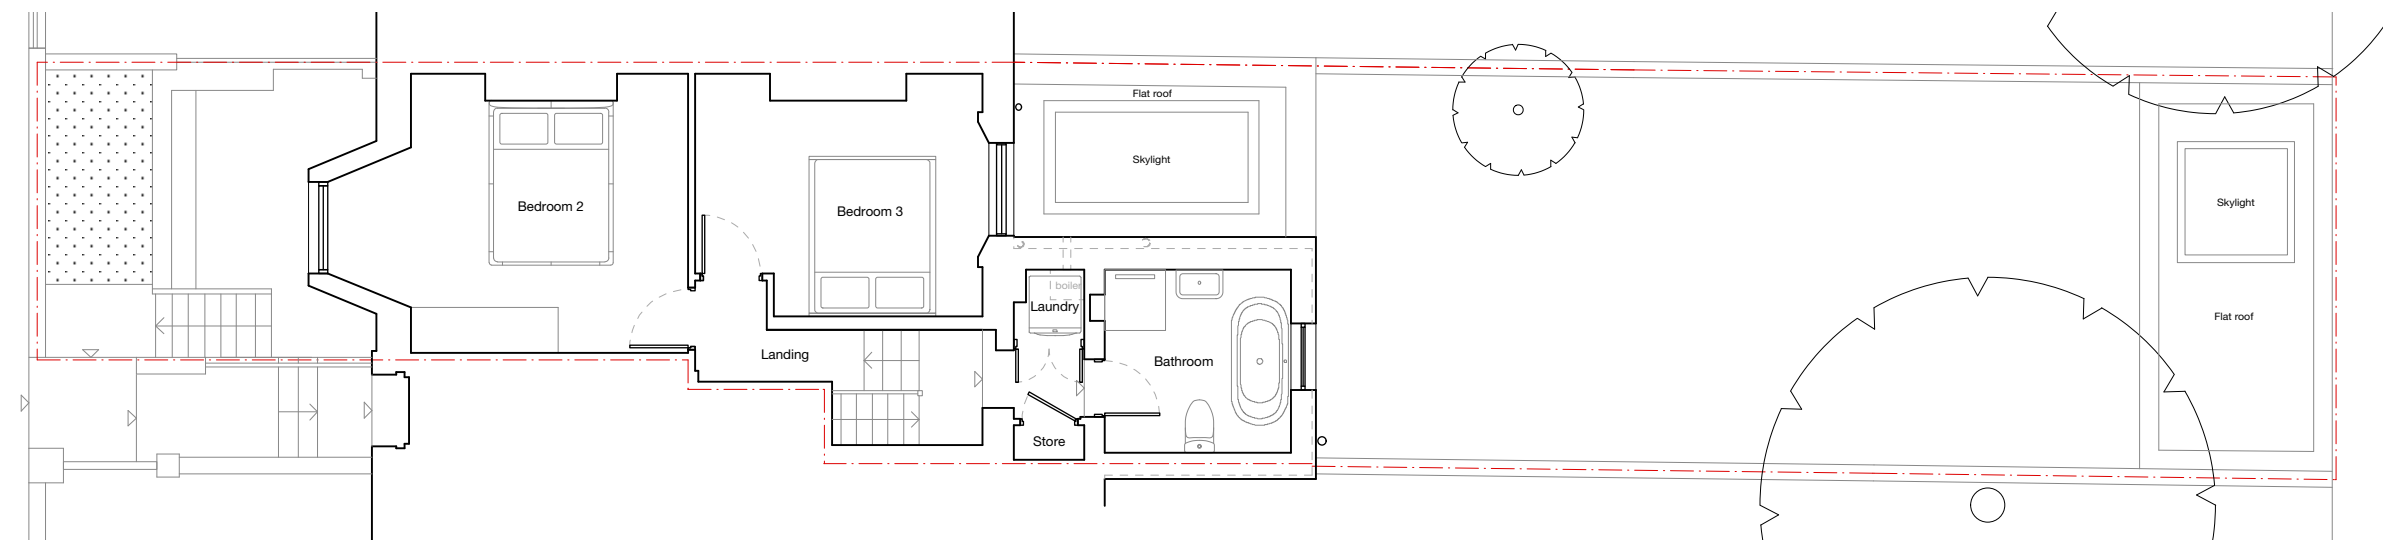 Flat roof
Skylight
Bedroom 2
Bedroom 3
Skylight
boiler
Laundry
Flat roof
Landing
Bathroom
Store